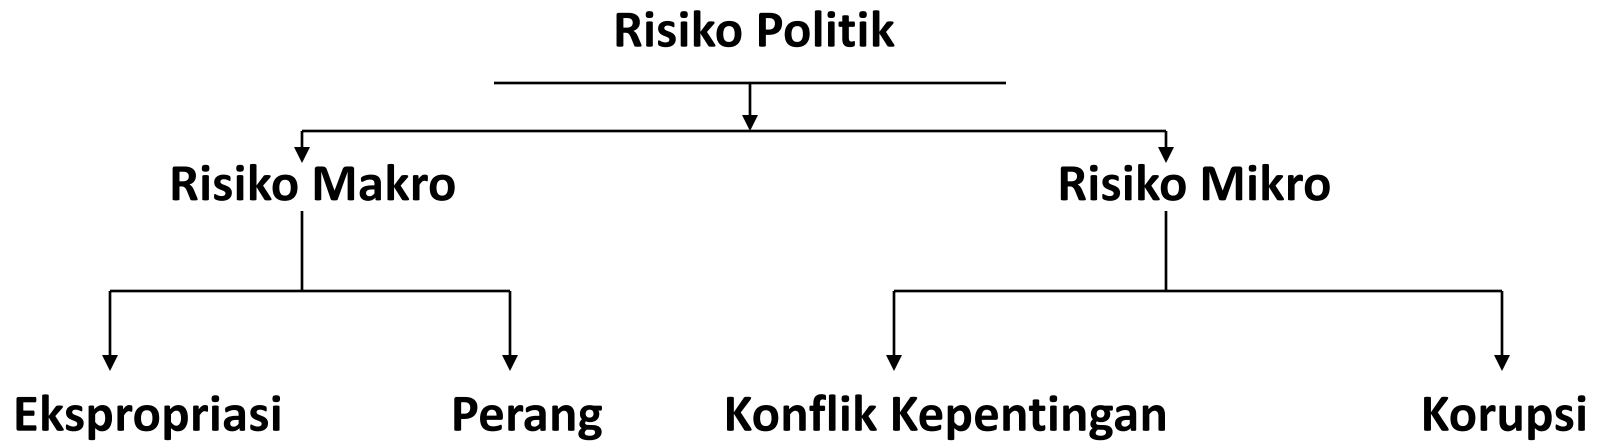 Risiko Politik
Risiko Makro
Risiko Mikro
Ekspropriasi
Perang
Konflik Kepentingan
Korupsi